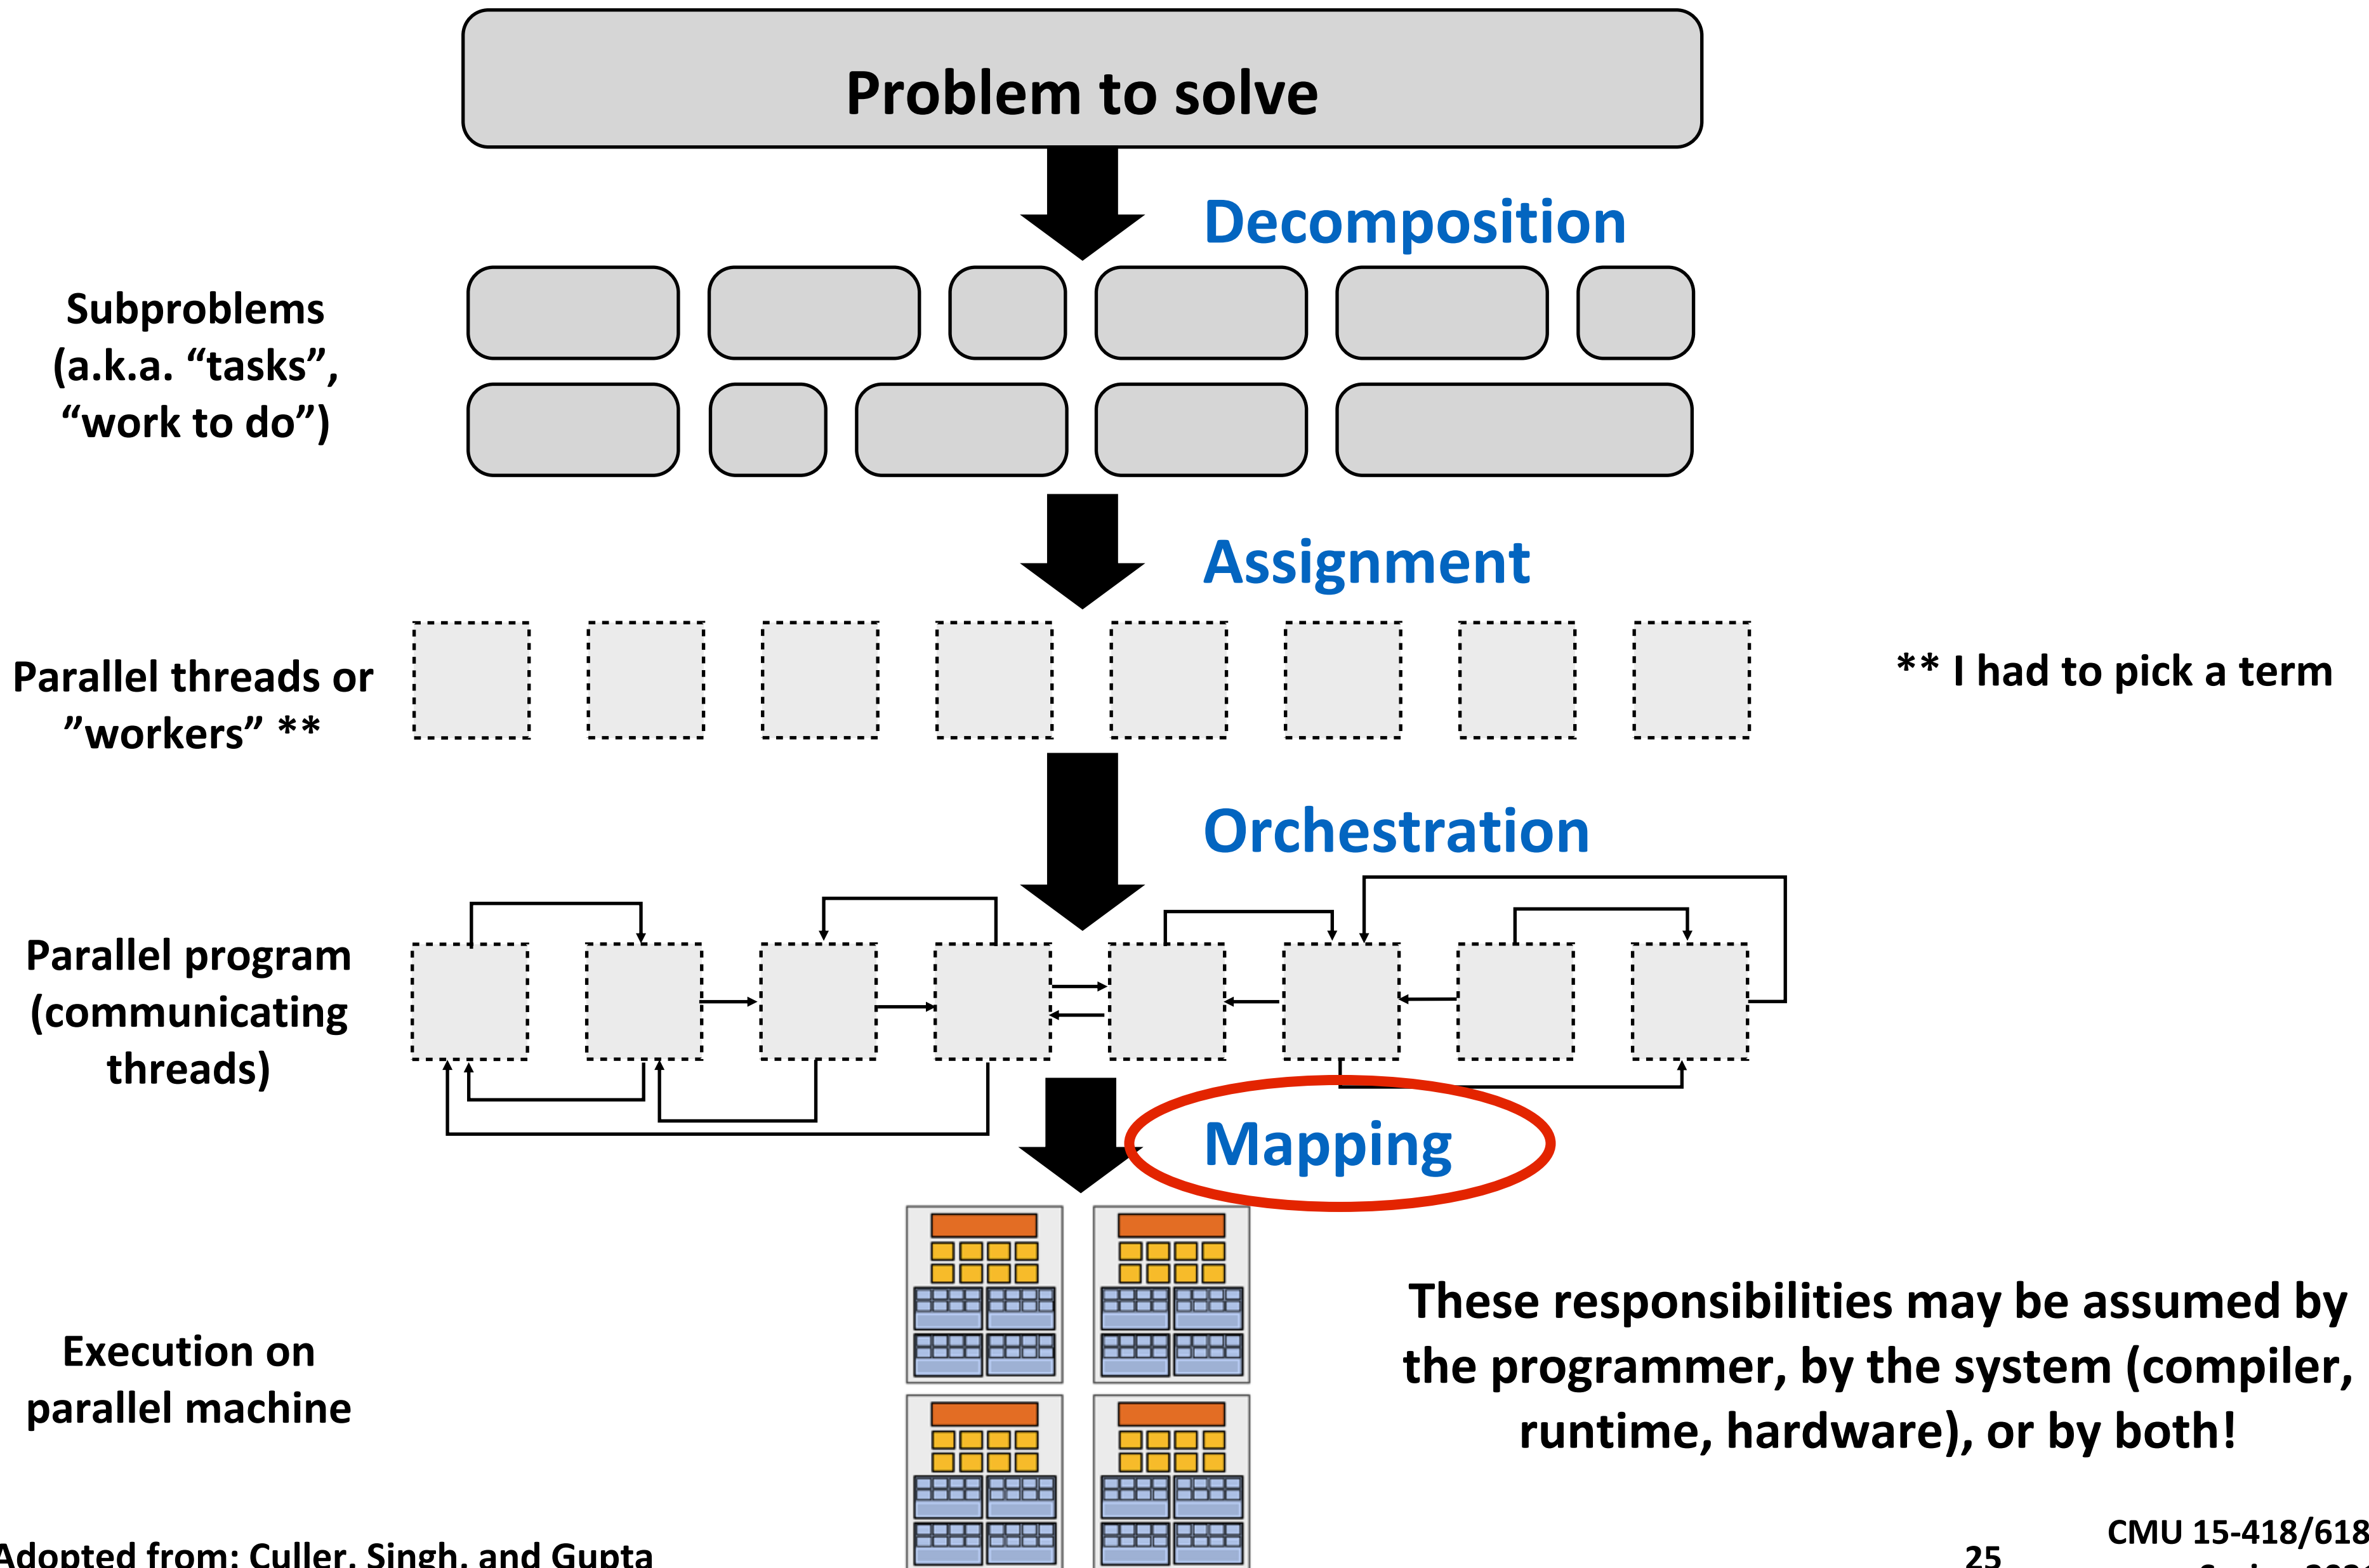 Problem to solve
Decomposition
Subproblems
(a.k.a. “tasks”,
“work to do”)
Assignment
Parallel threads or
”workers” **
** I had to pick a term
Orchestration
Parallel program
(communicating
threads)
Mapping
Execution on
parallel machine
These responsibilities may be assumed by
the programmer, by the system (compiler,
runtime, hardware), or by both!
Adopted from: Culler, Singh, and Gupta
25
CMU 15-418/618